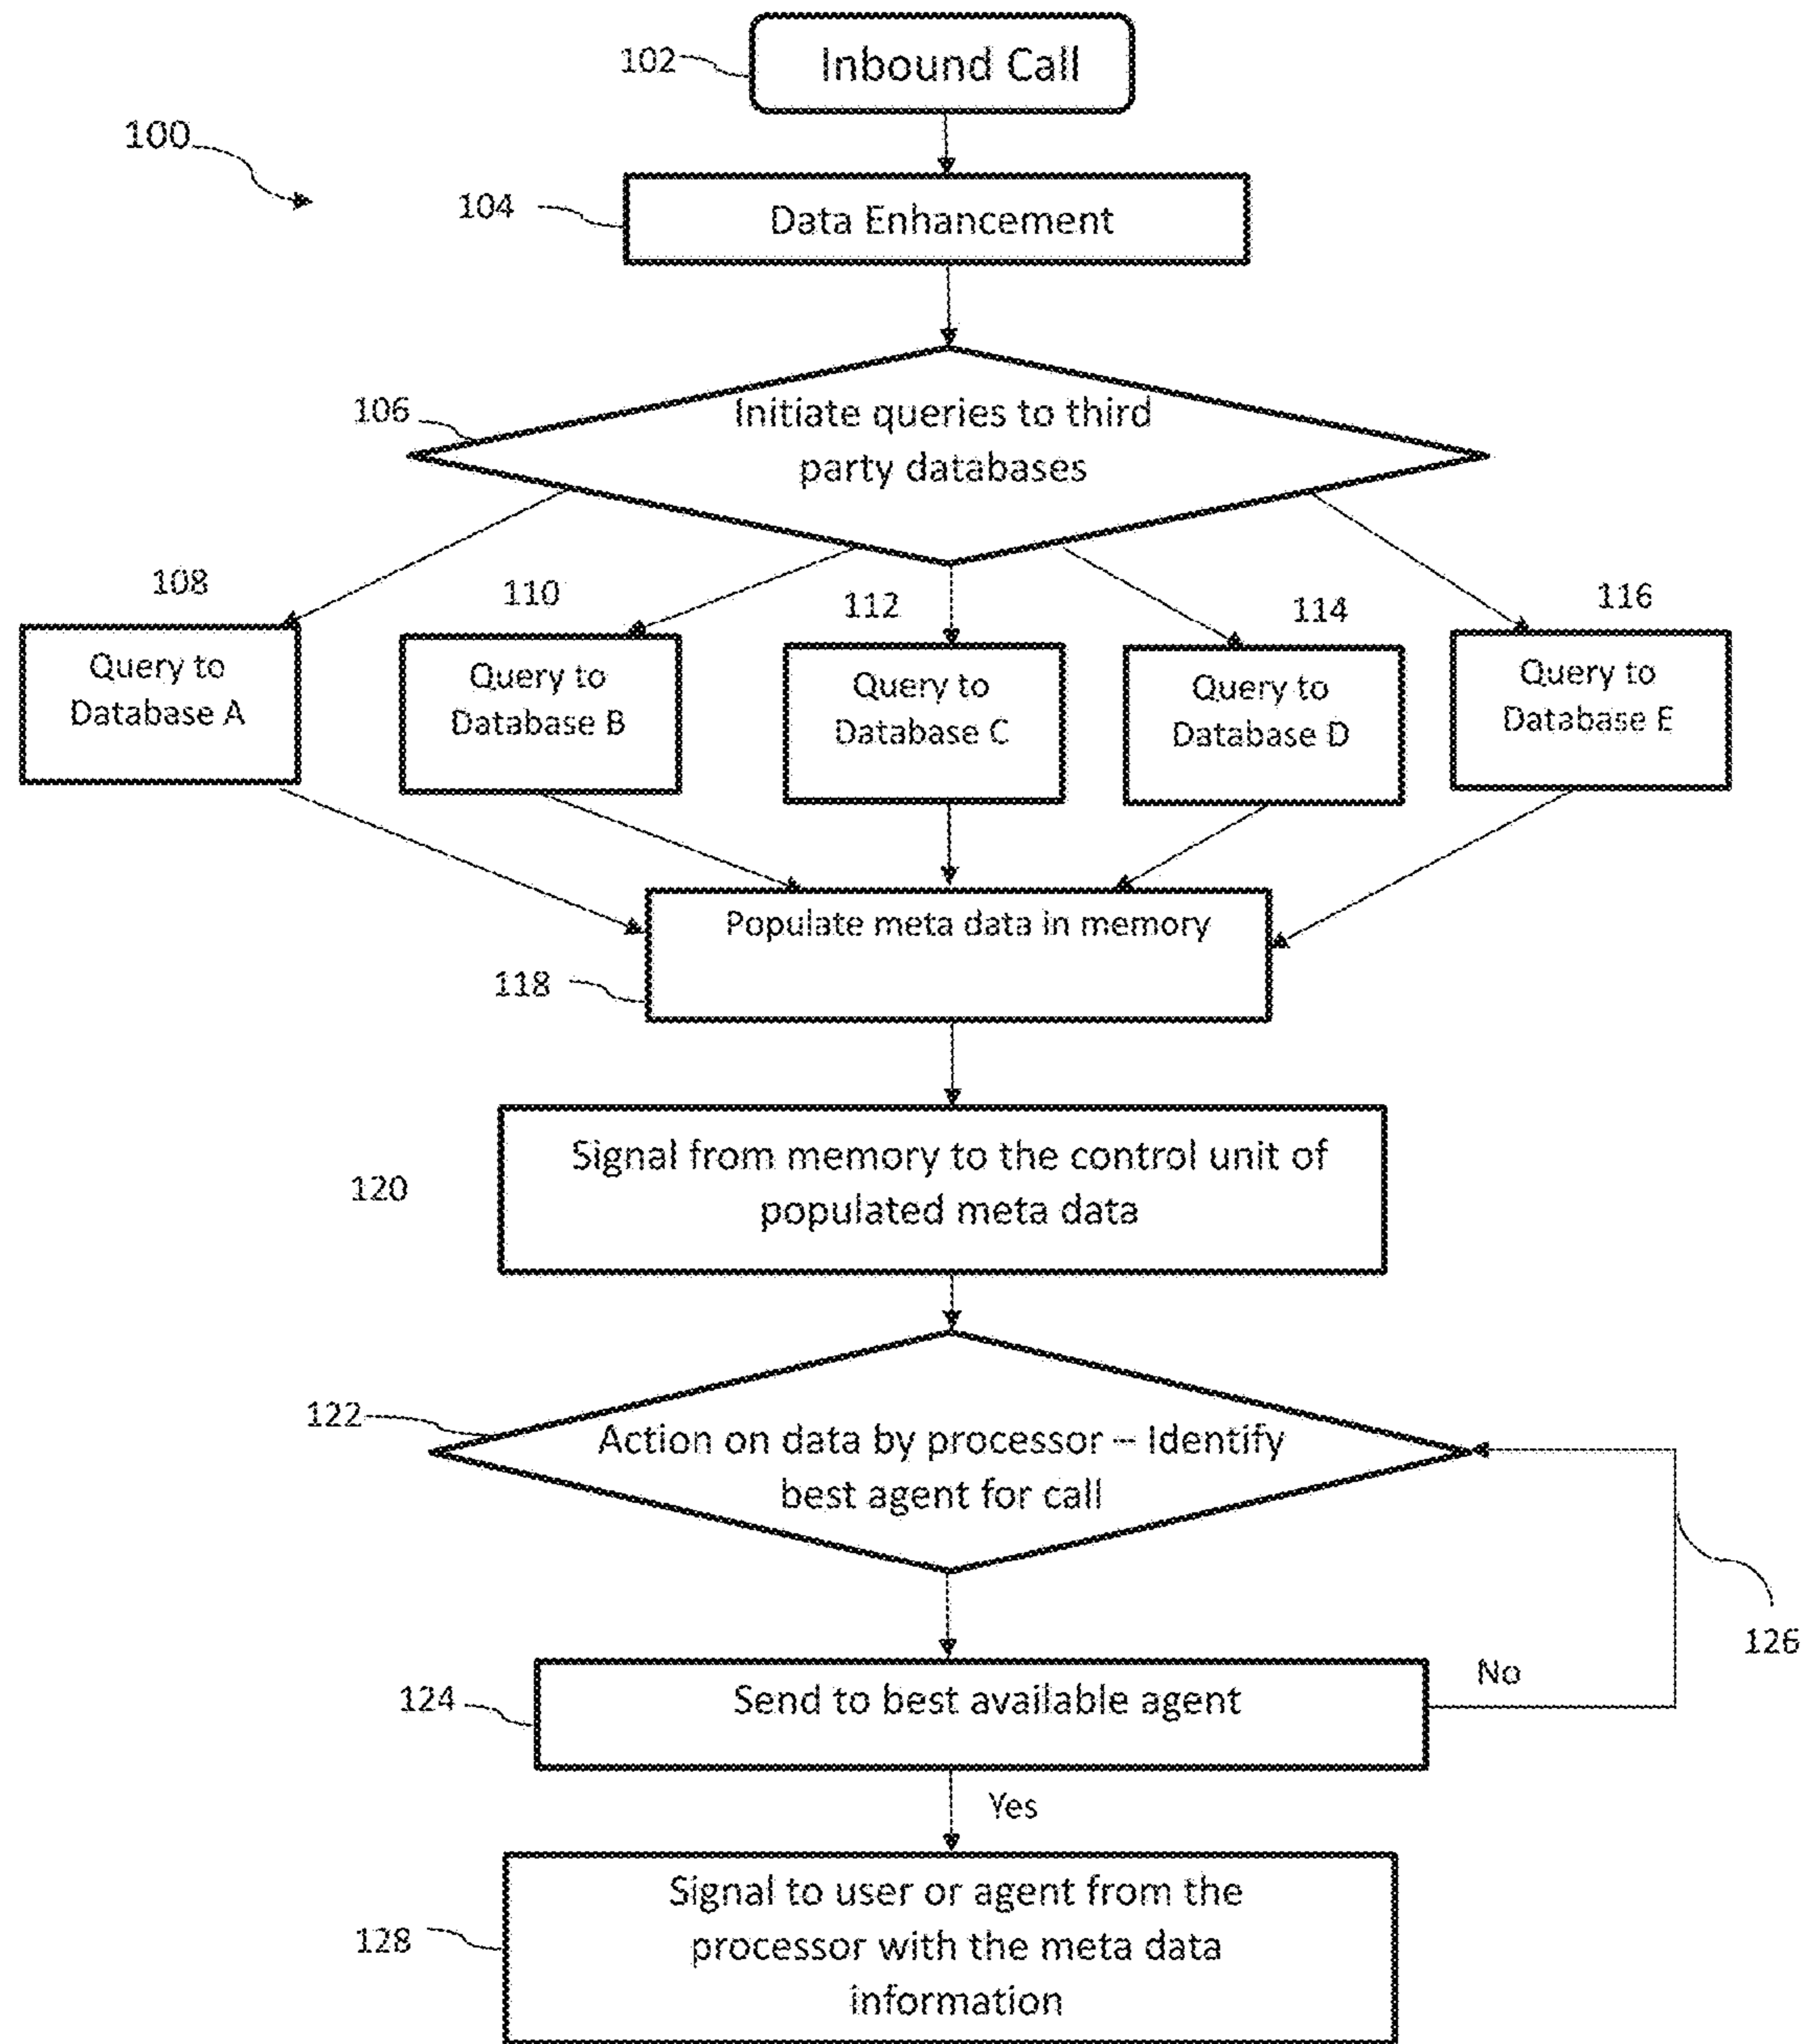 102
Inbound Call
100
104
Data Enhancement
106
Initiate queries to third
party databases
108
110
112
114
116
Query to
Database A
Query to
Database B
Query to
Database C
Query to
Database D
Query to
Database E
Populate meta data in memory
118
120
Signal from memory to the control unit of
populated meta data
122
Action on data by processor – Identify
best agent for call
126
124
Send to best available agent
No
Yes
128
Signal to user or agent from the
processor with the meta data
information